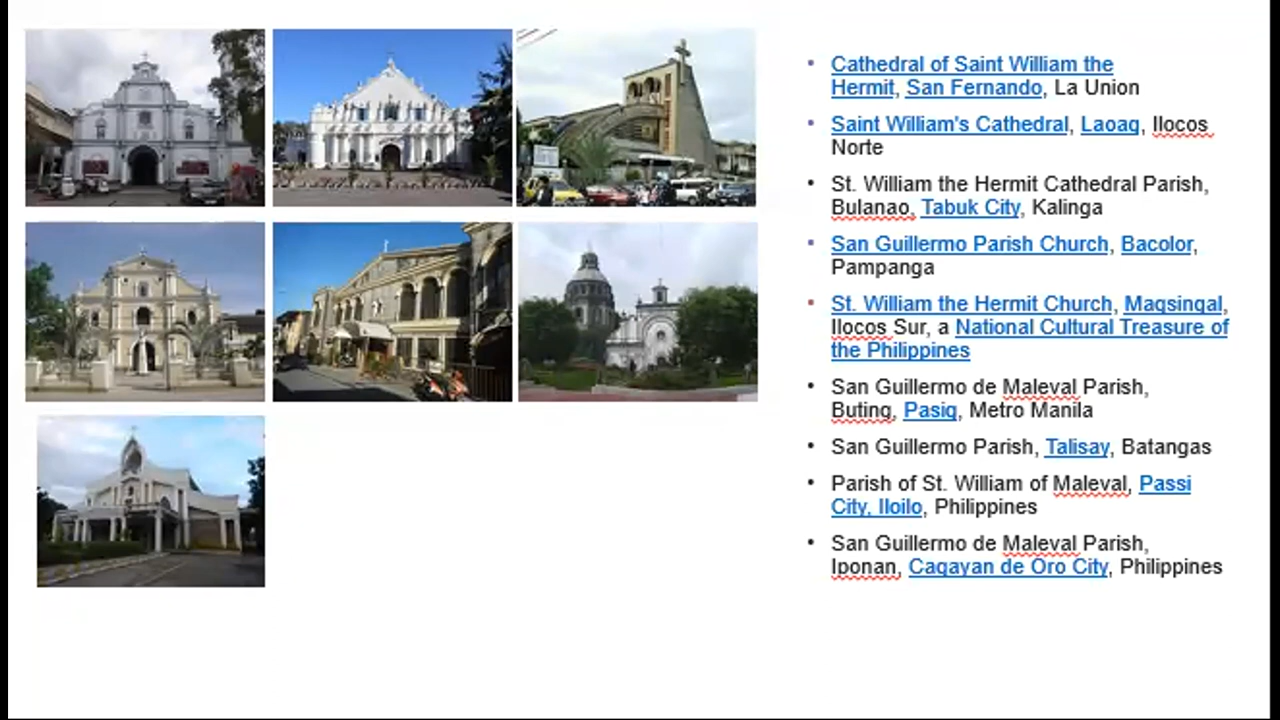 Cathedral of Saint William the
Hermit, San Fernando, La Union
Saint William's Cathedral, Laoag, Ilocos
Norte
St. William the Hermit Cathedral Parish,
Bulanao, Tabuk City, Kalinga
San Guillermo Parish Church, Bacolor,
Pampanga
St. William the Hermit Church, Magsingal,
Ilocos Sur, a National Cultural Treasure of
the Philippines
San Guillermo de Maleval Parish,
Buting, Pasig, Metro Manila
San Guillermo Parish, Talisay, Batangas
Parish of St. William of Maleval, Passi
City, Iloilo, Philippines
San Guillermo de Maleval Parish,
Iponan, Cagayan de Oro City, Philippines